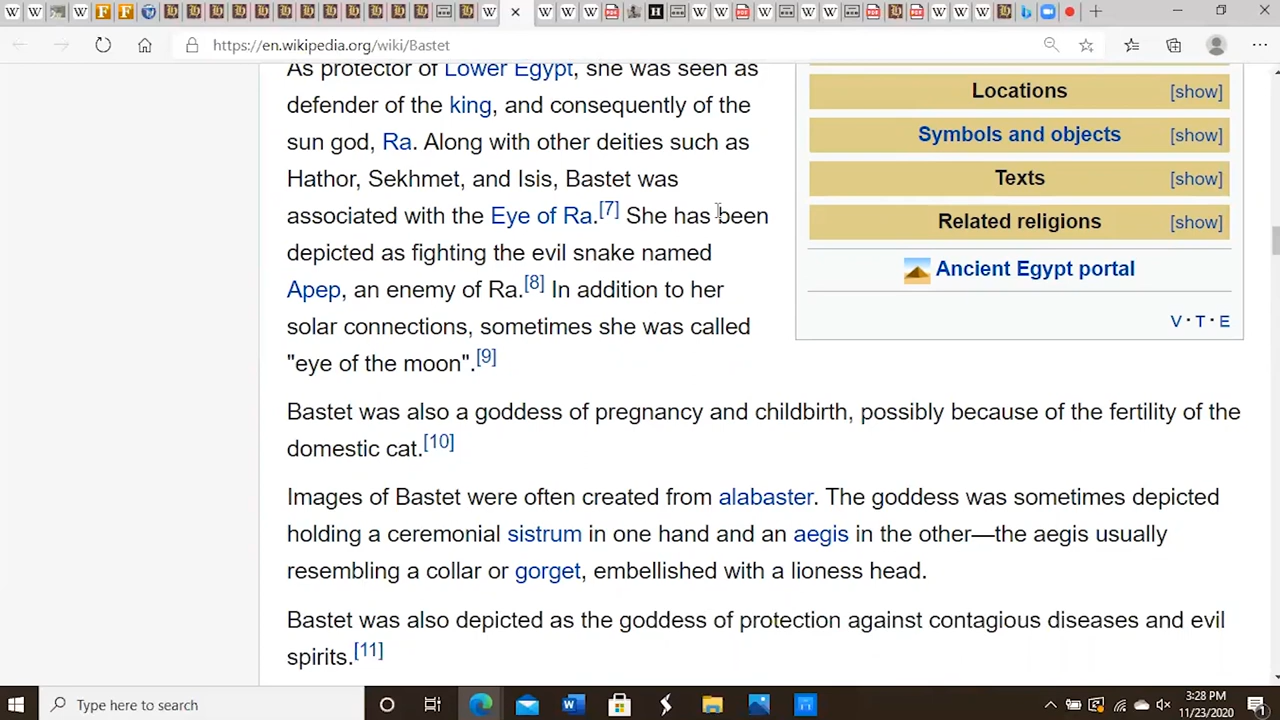 https://en.wikipedia.org/wiki/Bastet
As protector of Lower Egypt, she was seen as
defender of the king, and consequently of the
sun god, Ra. Along with other deities such as
Hathor, Sekhmet, and Isis, Bastet was
associated with the Eye of Ra.[7] She has been
depicted as fighting the evil snake named
Apep, an enemy of Ra.[8] In addition to her
solar connections, sometimes she was called
"eye of the moon".[9]
Locations [show]
Symbols and objects [show]
Texts [show]
Related religions [show]
Ancient Egypt portal
V · T · E
Bastet was also a goddess of pregnancy and childbirth, possibly because of the fertility of the
domestic cat.[10]
Images of Bastet were often created from alabaster. The goddess was sometimes depicted
holding a ceremonial sistrum in one hand and an aegis in the other—the aegis usually
resembling a collar or gorget, embellished with a lioness head.
Bastet was also depicted as the goddess of protection against contagious diseases and evil
spirits.[11]
Type here to search
3:28 PM
11/23/2020